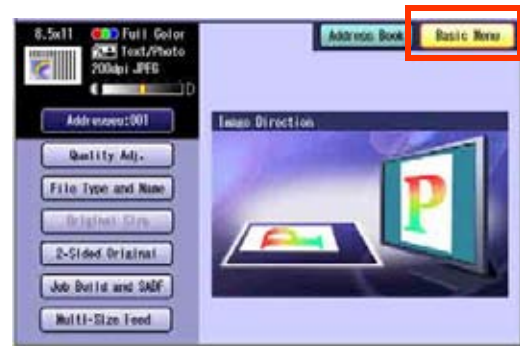 8.5x11
Full Color
Text/Photo
200dpi JPEG
Address Book
Basic Menu
Addresses:001
Quality Adj.
File Type and Name
Original Size
2-Sided Original
Job Build and SADF
Multi-Size Feed
Image Direction
P
P